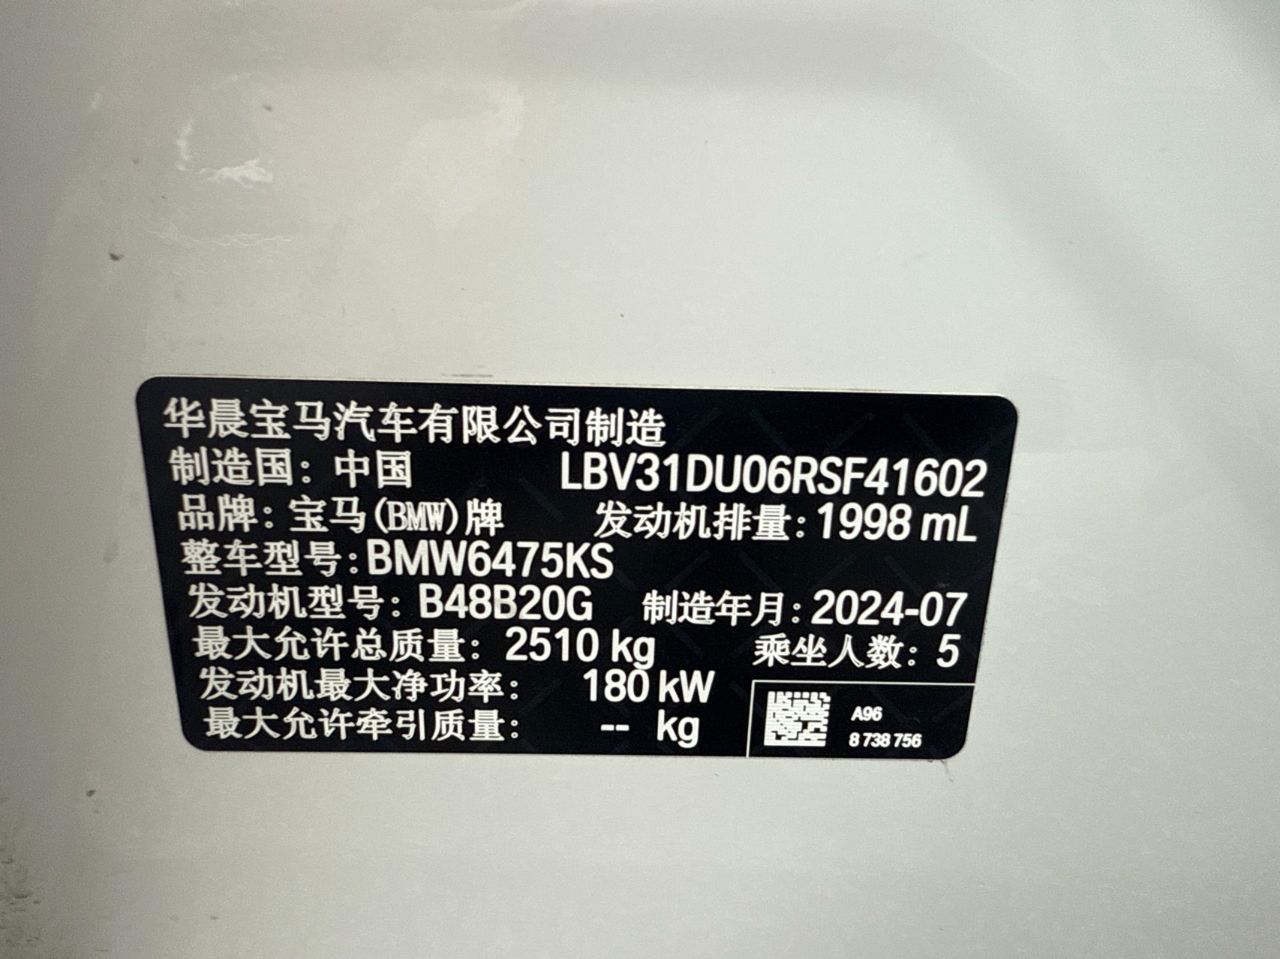 华晨宝马汽车有限公司制造
制造国：中国 LBV31DU06RSF41602
品牌：宝马(BMW)牌 发动机排量：1998 mL
整车型号：BMW6475KS
发动机型号：B48B20G 制造年月：2024-07
最大允许总质量：2510 kg 乘坐人数：5
发动机最大净功率： 180 kW
最大允许牵引质量： -- kg
A96
8 738 756